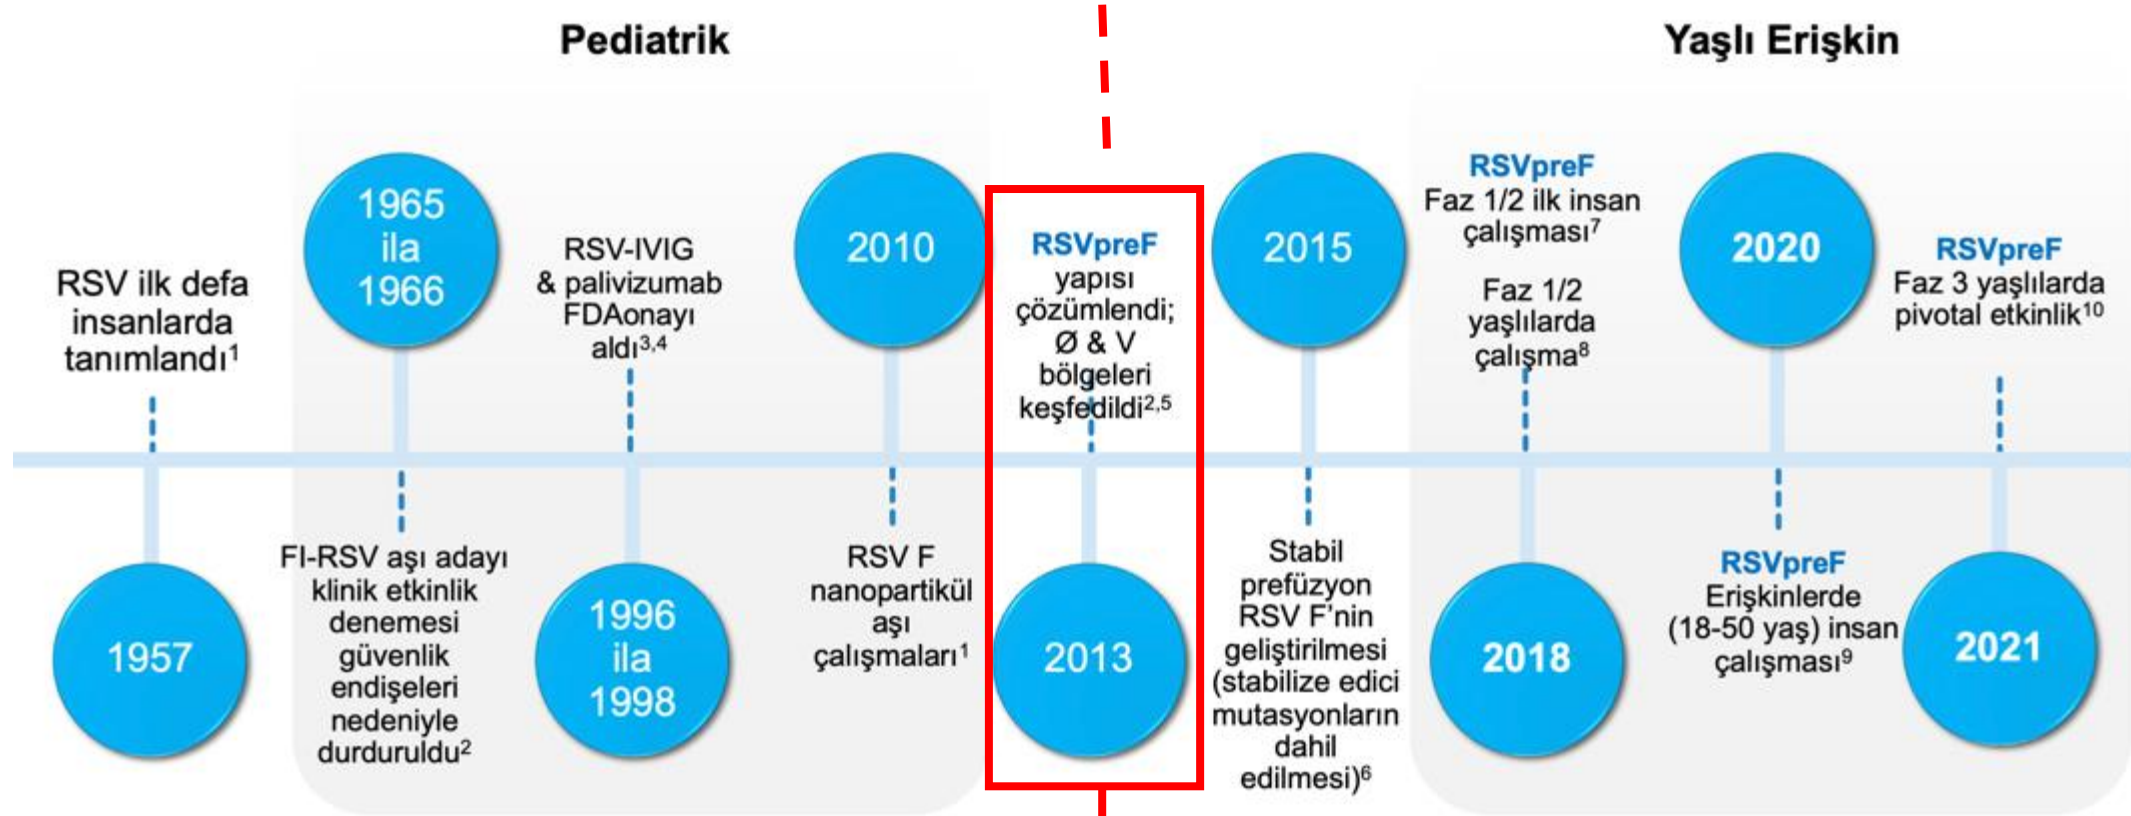 Pediatrik
Yaşlı Erişkin
RSV ilk defa
insanlarda
tanımlandı1
1957
1965
ila
1966
FI-RSV aşı adayı
klinik etkinlik
denemesi
güvenlik
endişeleri
nedeniyle
durduruldu2
RSV-IVIG
& palivizumab
FDAonayı
aldı3,4
1996
ila
1998
2010
RSV F
nanopartikül
aşı
çalışmaları1
RSVpreF
yapısı
çözümlendi;
Ø & V
bölgeleri
keşfedildi2,5
2013
2015
Stabil
prefüzyon
RSV F’nin
geliştirilmesi
(stabilize edici
mutasyonların
dahil
edilmesi)6
RSVpreF
Faz 1/2 ilk insan
çalışması7
Faz 1/2
yaşlılarda
çalışma8
2018
2020
RSVpreF
Erişkinlerde
(18-50 yaş) insan
çalışması9
RSVpreF
Faz 3 yaşlılarda
pivotal etkinlik10
2021